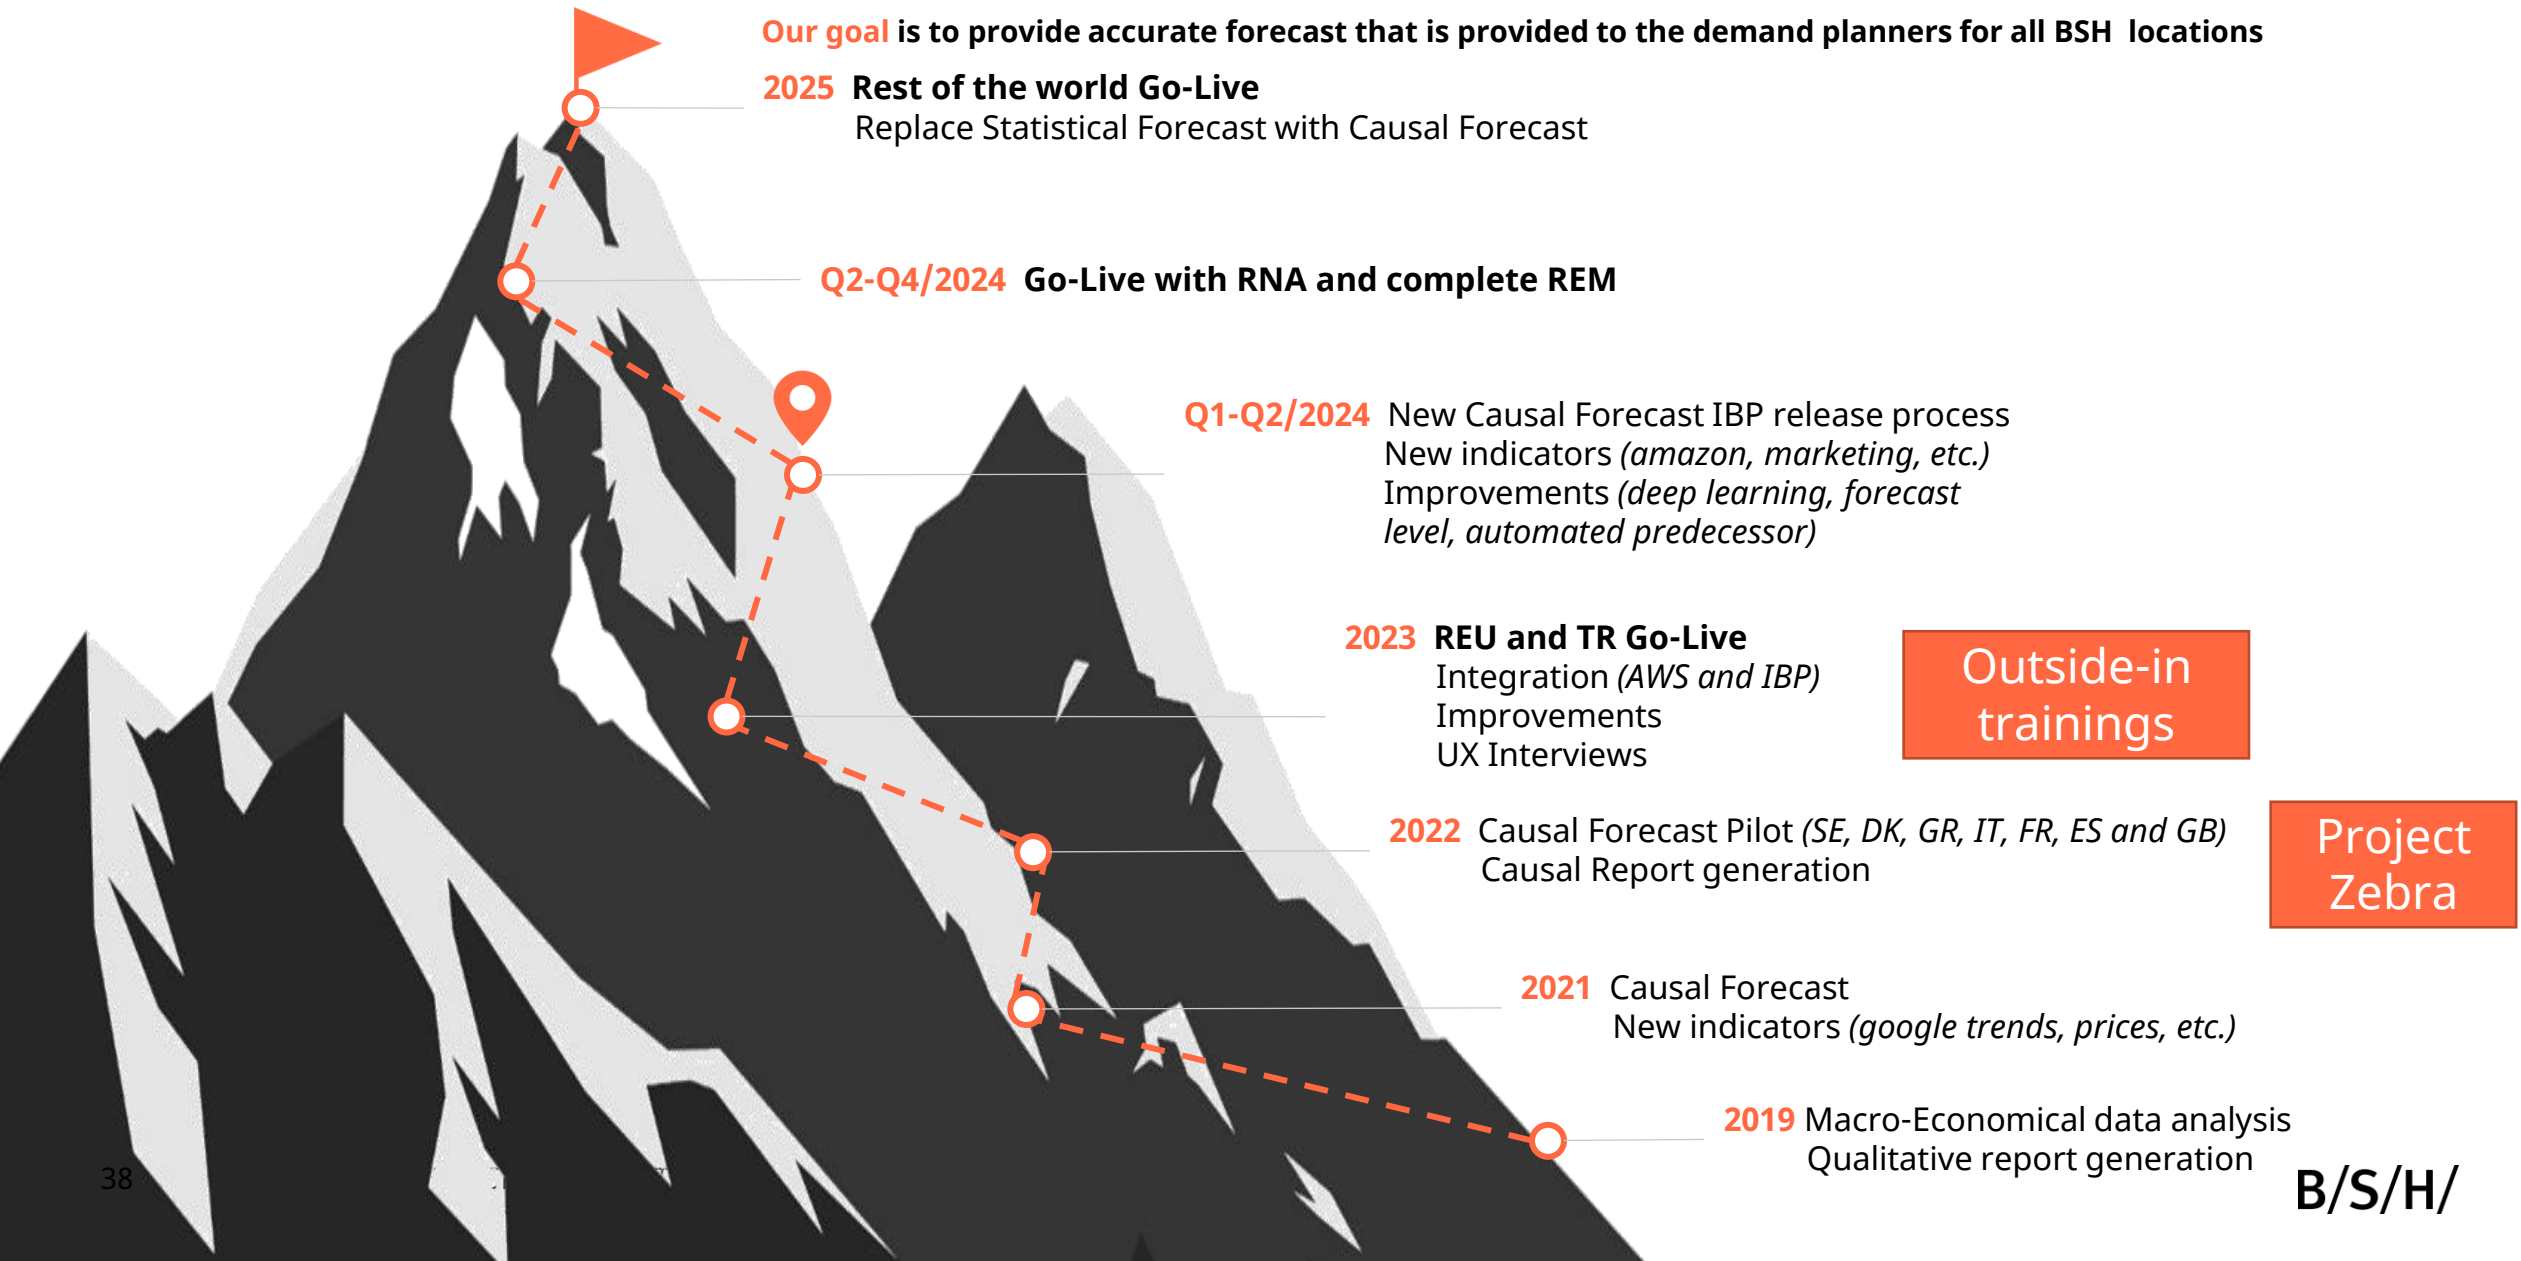 Our goal is to provide accurate forecast that is provided to the demand planners for all BSH locations
2025 Rest of the world Go-Live
Replace Statistical Forecast with Causal Forecast
Q2-Q4/2024 Go-Live with RNA and complete REM
Q1-Q2/2024 New Causal Forecast IBP release process
New indicators (amazon, marketing, etc.)
Improvements (deep learning, forecast
level, automated predecessor)
2023 REU and TR Go-Live
Integration (AWS and IBP)
Improvements
UX Interviews
Outside-in
trainings
2022 Causal Forecast Pilot (SE, DK, GR, IT, FR, ES and GB)
Causal Report generation
Project
Zebra
2021 Causal Forecast
New indicators (google trends, prices, etc.)
2019 Macro-Economical data analysis
Qualitative report generation
38
B/S/H/